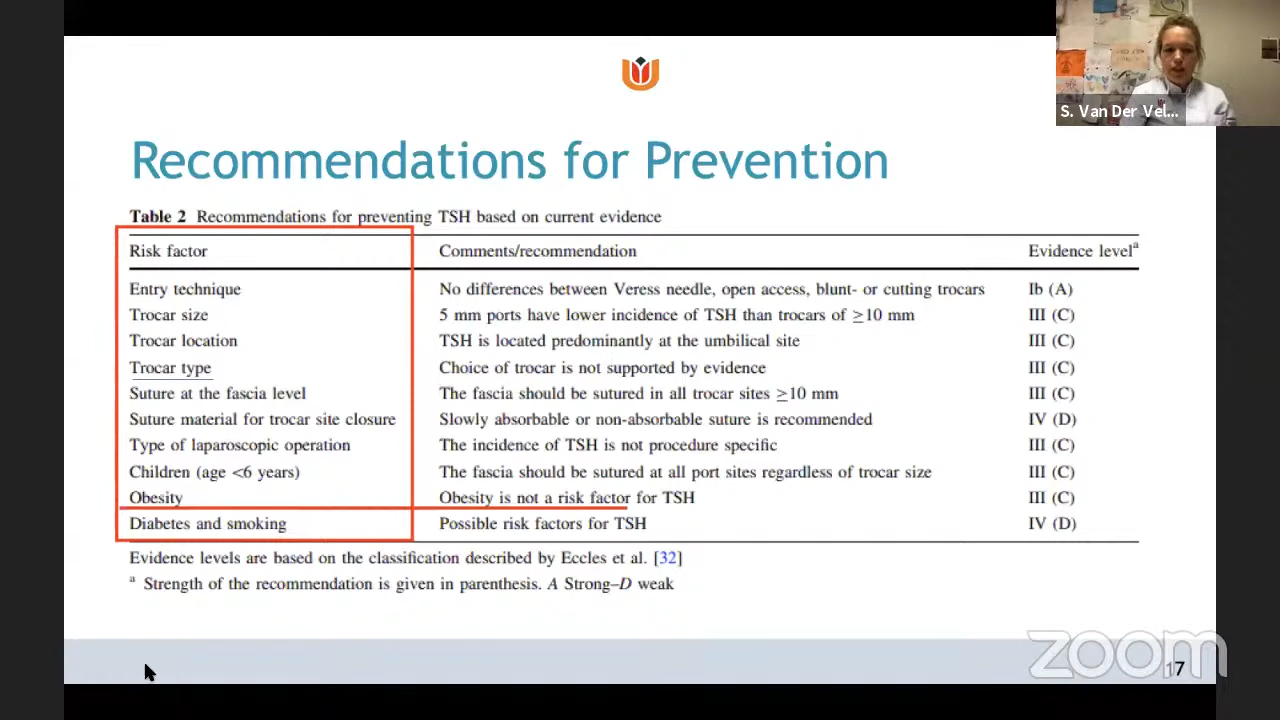 S. Van Der Vel...
Recommendations for Prevention
Table 2 Recommendations for preventing TSH based on current evidence
Risk factor Comments/recommendation Evidence levelᵃ
Entry technique No differences between Veress needle, open access, blunt- or cutting trocars Ib (A)
Trocar size 5 mm ports have lower incidence of TSH than trocars of ≥10 mm III (C)
Trocar location TSH is located predominantly at the umbilical site III (C)
Trocar type Choice of trocar is not supported by evidence III (C)
Suture at the fascia level The fascia should be sutured in all trocar sites ≥10 mm III (C)
Suture material for trocar site closure Slowly absorbable or non-absorbable suture is recommended IV (D)
Type of laparoscopic operation The incidence of TSH is not procedure specific III (C)
Children (age <6 years) The fascia should be sutured at all port sites regardless of trocar size III (C)
Obesity Obesity is not a risk factor for TSH III (C)
Diabetes and smoking Possible risk factors for TSH IV (D)
Evidence levels are based on the classification described by Eccles et al. [32]
ᵃ Strength of the recommendation is given in parenthesis. A Strong–D weak
zoom
17